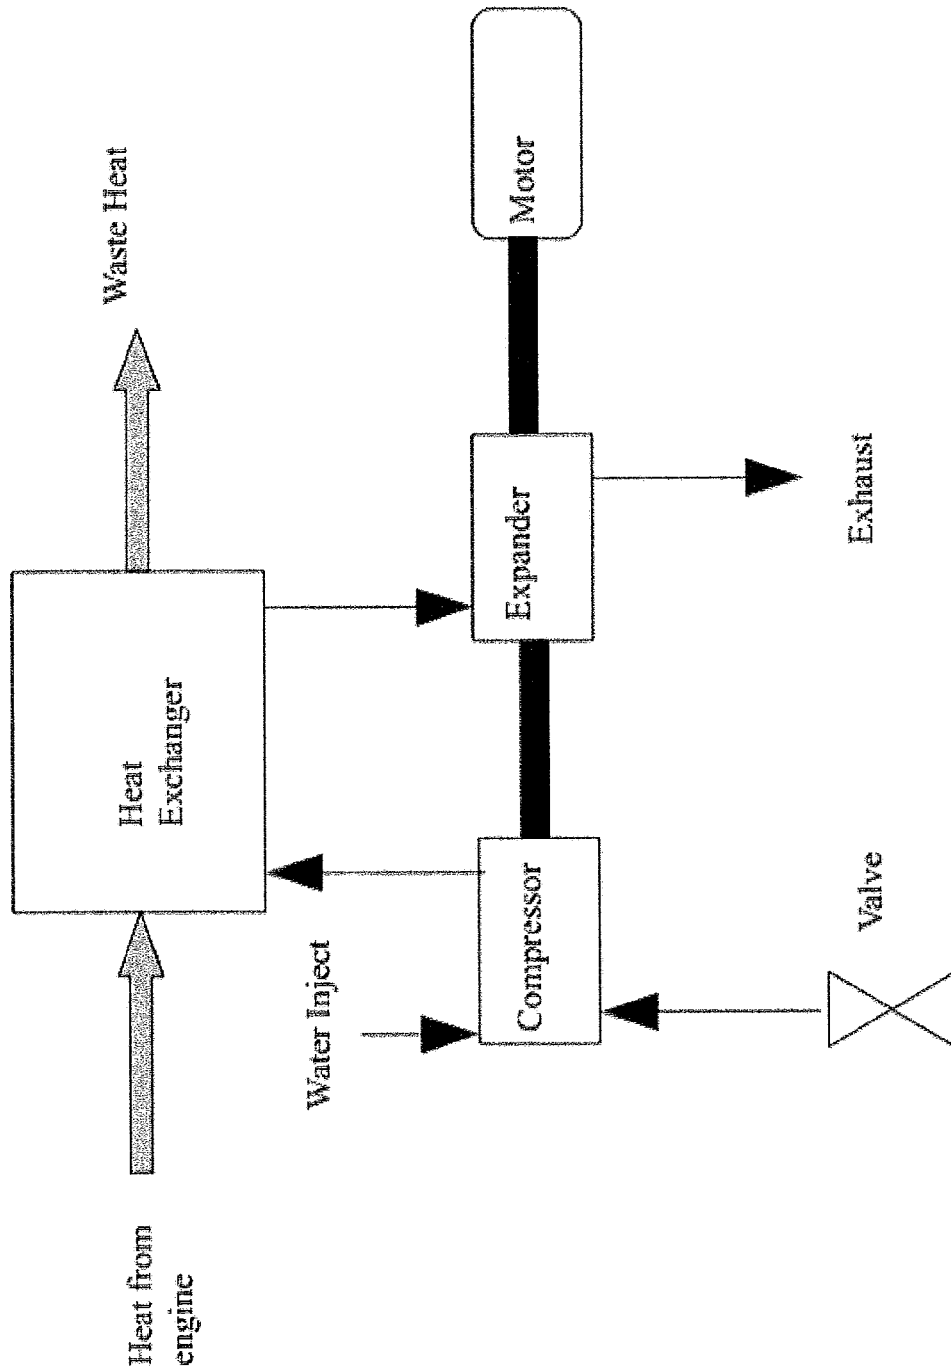 Heat from
engine
Heat
Exchanger
Waste Heat
Water Inject
Compressor
Expander
Motor
Valve
Exhaust